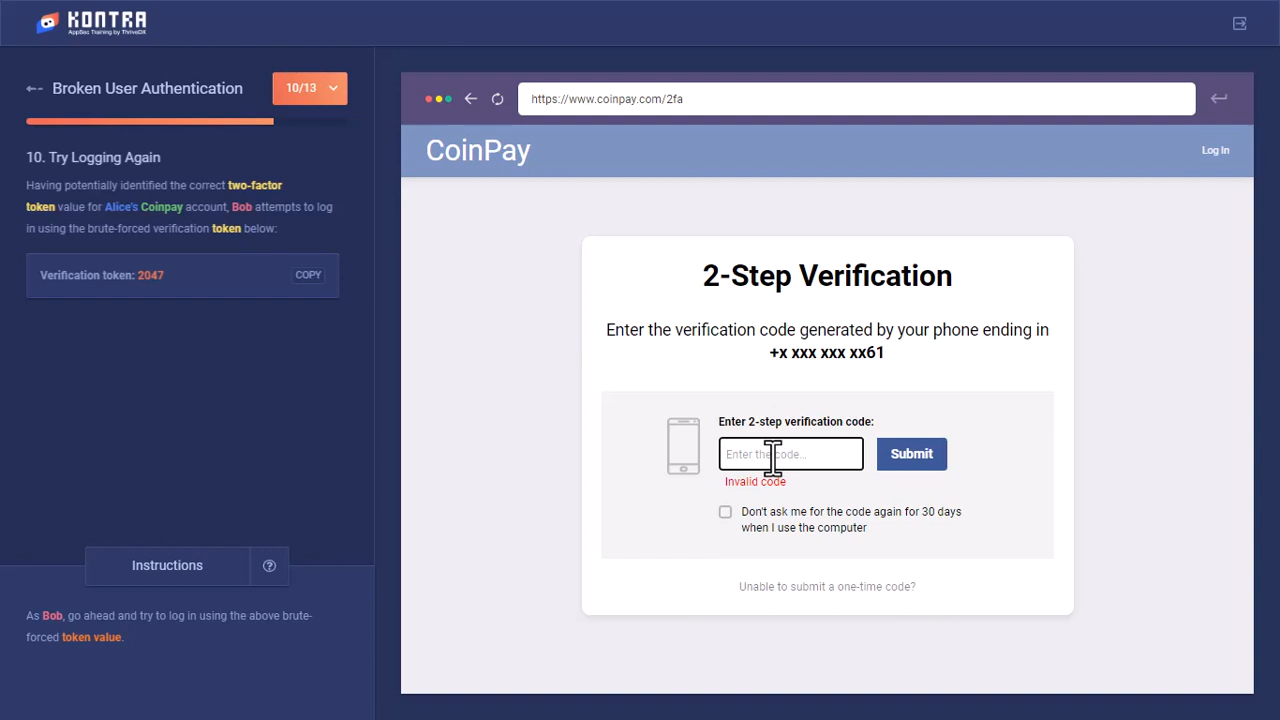 KONTRA
AppSec Training by ThriveDX
Broken User Authentication
10/13
10. Try Logging Again
Having potentially identified the correct two-factor
token value for Alice's Coinpay account, Bob attempts to log
in using the brute-forced verification token below:
Verification token: 2047
COPY
Instructions
?
As Bob, go ahead and try to log in using the above brute-
forced token value.
https://www.coinpay.com/2fa
CoinPay
Log In
2-Step Verification
Enter the verification code generated by your phone ending in
+x xxx xxx xx61
Enter 2-step verification code:
Enter the code...
Submit
Invalid code
Don't ask me for the code again for 30 days
when I use the computer
Unable to submit a one-time code?